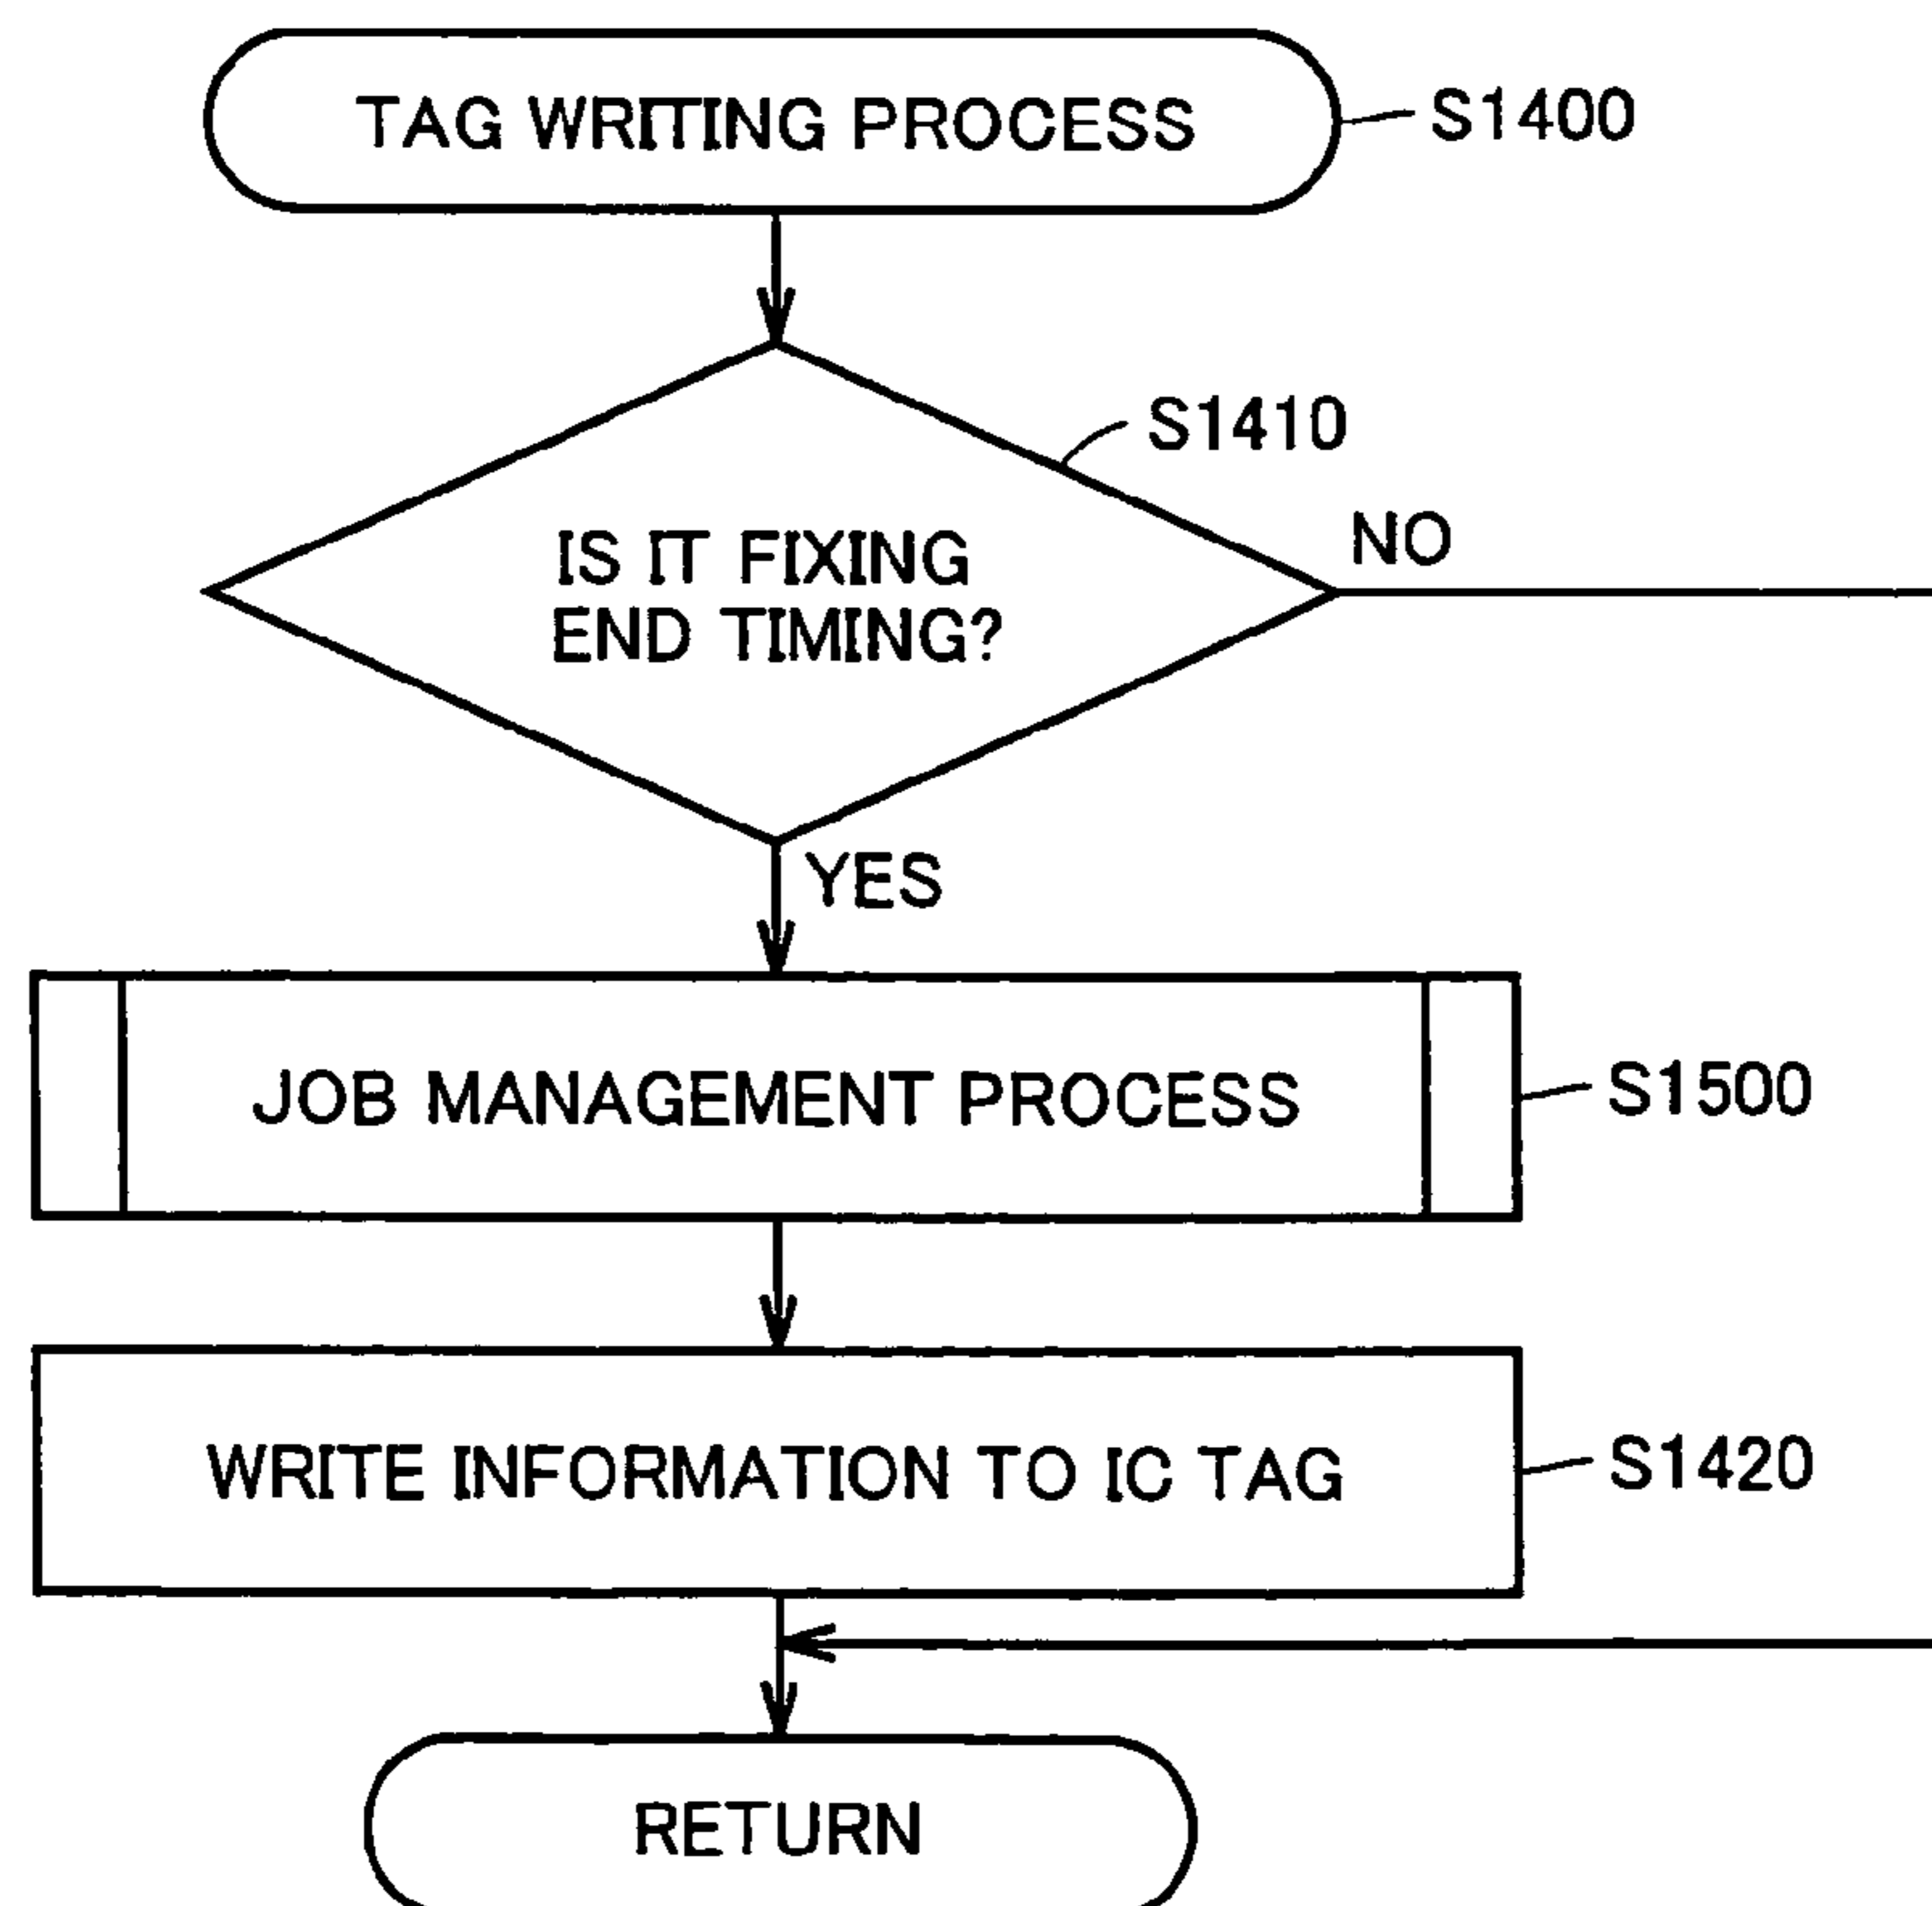 TAG WRITING PROCESS
S1400
S1410
IS IT FIXING
END TIMING?
NO
YES
JOB MANAGEMENT PROCESS
S1500
WRITE INFORMATION TO IC TAG
S1420
RETURN